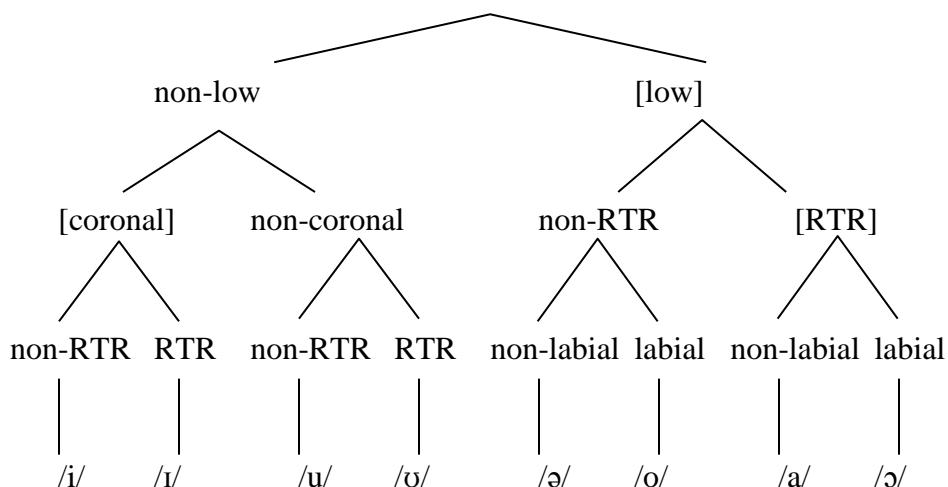 non-low [low]
[coronal] non-coronal non-RTR [RTR]
non-RTR RTR non-RTR RTR non-labial labial non-labial labial
/i/ /ɪ/ /u/ /ʊ/ /ə/ /o/ /a/ /ɔ/